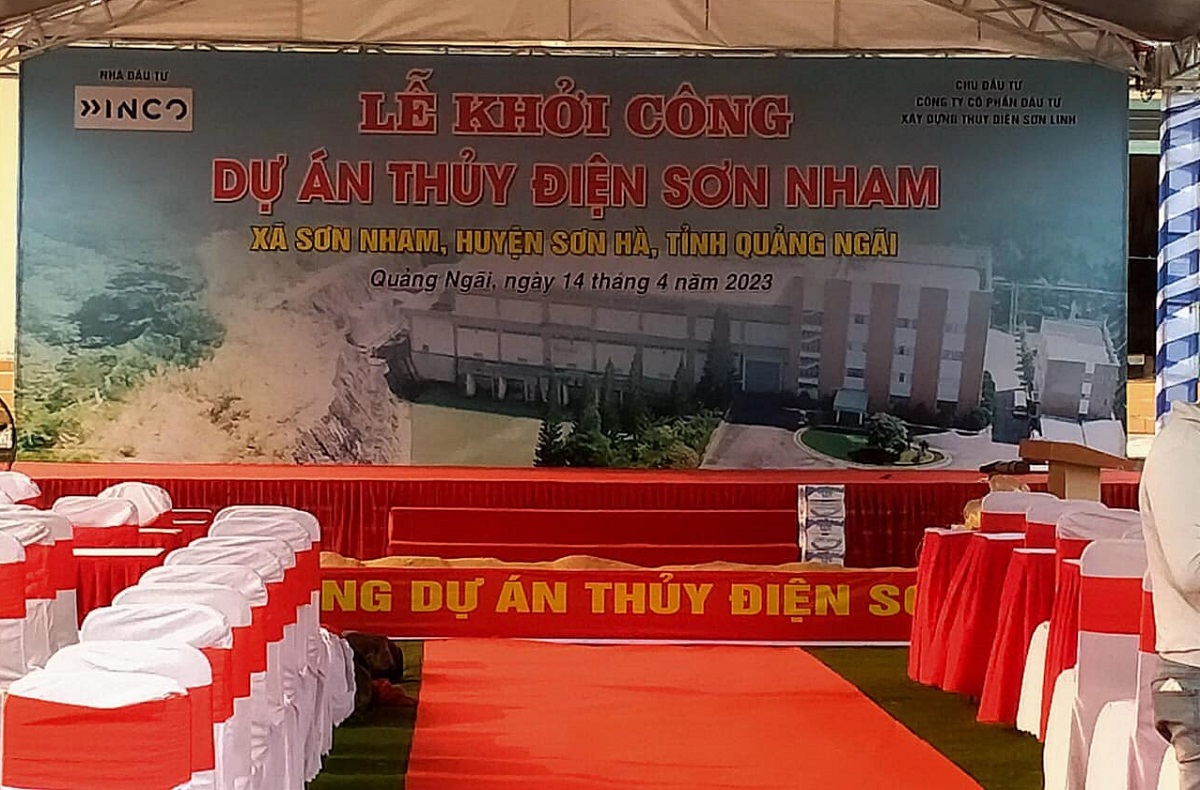 NHÀ ĐẦU TƯ
INCO
LỄ KHỞI CÔNG
DỰ ÁN THỦY ĐIỆN SƠN NHAM
XÃ SƠN NHAM, HUYỆN SƠN HÀ, TỈNH QUẢNG NGÃI
Quảng Ngãi, ngày 14 tháng 4 năm 2023
CHỦ ĐẦU TƯ
CÔNG TY CỔ PHẦN ĐẦU TƯ
XÂY DỰNG THỦY ĐIỆN SƠN LINH
NG DỰ ÁN THỦY ĐIỆN SƠ